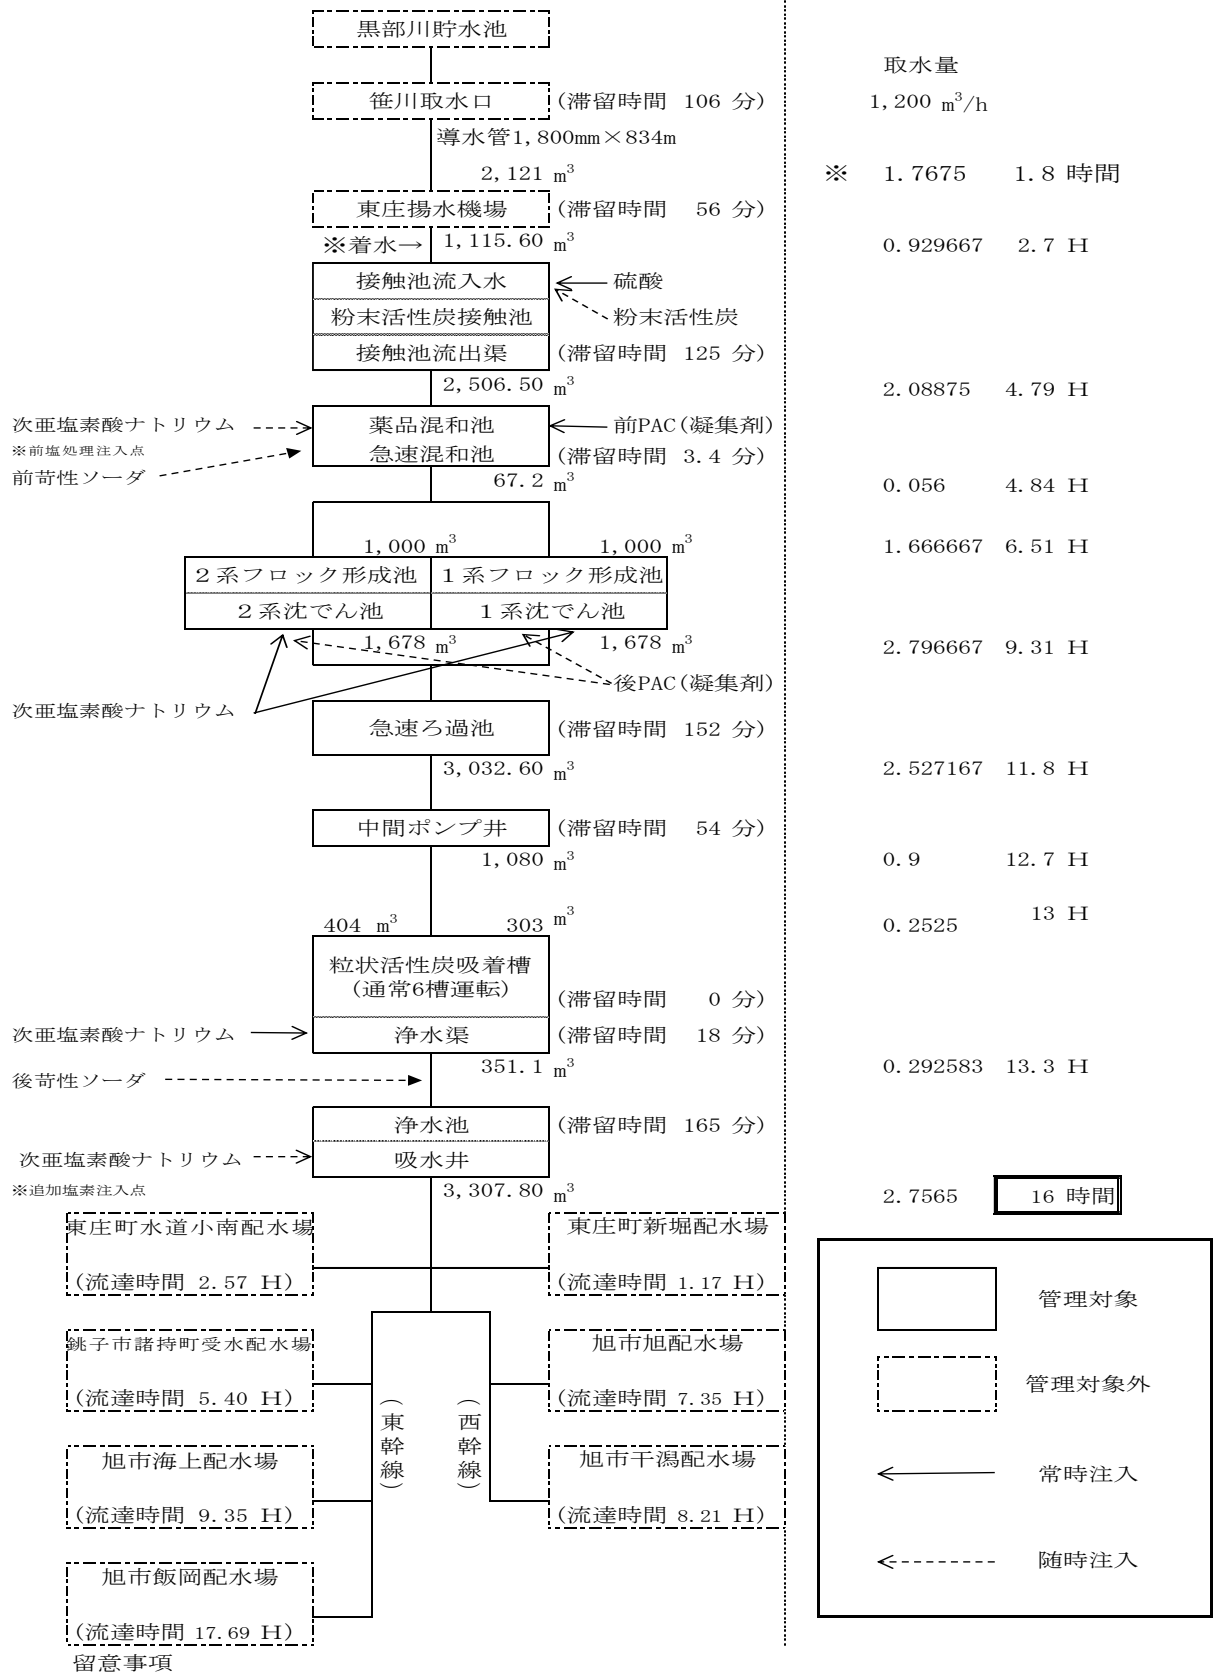 黒部川貯水池
取水量
笹川取水口 (滞留時間 106 分) 1,200 m³/h
導水管1,800mm×834m
2,121 m³ ※ 1.7675 1.8 時間
東庄揚水機場 (滞留時間 56 分)
※着水→ 1,115.60 m³ 0.929667 2.7 H
接触池流入水 硫酸
粉末活性炭接触池 粉末活性炭
接触池流出渠 (滞留時間 125 分)
2,506.50 m³ 2.08875 4.79 H
次亜塩素酸ナトリウム 薬品混和池 前PAC(凝集剤)
※前塩処理注入点 急速混和池 (滞留時間 3.4 分)
前苛性ソーダ
67.2 m³ 0.056 4.84 H
1,000 m³ 1,000 m³ 1.666667 6.51 H
2系フロック形成池 1系フロック形成池
2系沈でん池 1系沈でん池
1,678 m³ 1,678 m³ 2.796667 9.31 H
後PAC(凝集剤)
次亜塩素酸ナトリウム
急速ろ過池 (滞留時間 152 分)
3,032.60 m³ 2.527167 11.8 H
中間ポンプ井 (滞留時間 54 分)
1,080 m³ 0.9 12.7 H
404 m³ 303 m³ 0.2525 13 H
粒状活性炭吸着槽
(通常6槽運転)
(滞留時間 0 分)
次亜塩素酸ナトリウム 浄水渠 (滞留時間 18 分)
351.1 m³ 0.292583 13.3 H
後苛性ソーダ
浄水池 (滞留時間 165 分)
次亜塩素酸ナトリウム 吸水井
※追加塩素注入点 3,307.80 m³ 2.7565 16 時間
東庄町水道小南配水場 東庄町新堀配水場
(流達時間 2.57 H) (流達時間 1.17 H)
管理対象
銚子市諸持町受水配水場 旭市旭配水場
(流達時間 5.40 H) (流達時間 7.35 H)
管理対象外
(東幹線) (西幹線)
旭市海上配水場 旭市干潟配水場
常時注入
(流達時間 9.35 H) (流達時間 8.21 H)
随時注入
旭市飯岡配水場
(流達時間 17.69 H)
留意事項